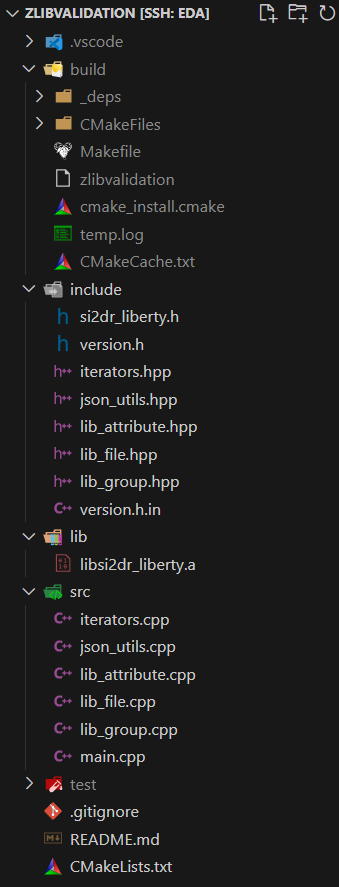 ZLIBVALIDATION [SSH: EDA]
.vscode
build
_deps
CMakeFiles
Makefile
zlibvalidation
cmake_install.cmake
temp.log
CMakeCache.txt
include
si2dr_liberty.h
version.h
iterators.hpp
json_utils.hpp
lib_attribute.hpp
lib_file.hpp
lib_group.hpp
version.h.in
lib
libsi2dr_liberty.a
src
iterators.cpp
json_utils.cpp
lib_attribute.cpp
lib_file.cpp
lib_group.cpp
main.cpp
test
.gitignore
README.md
CMakeLists.txt